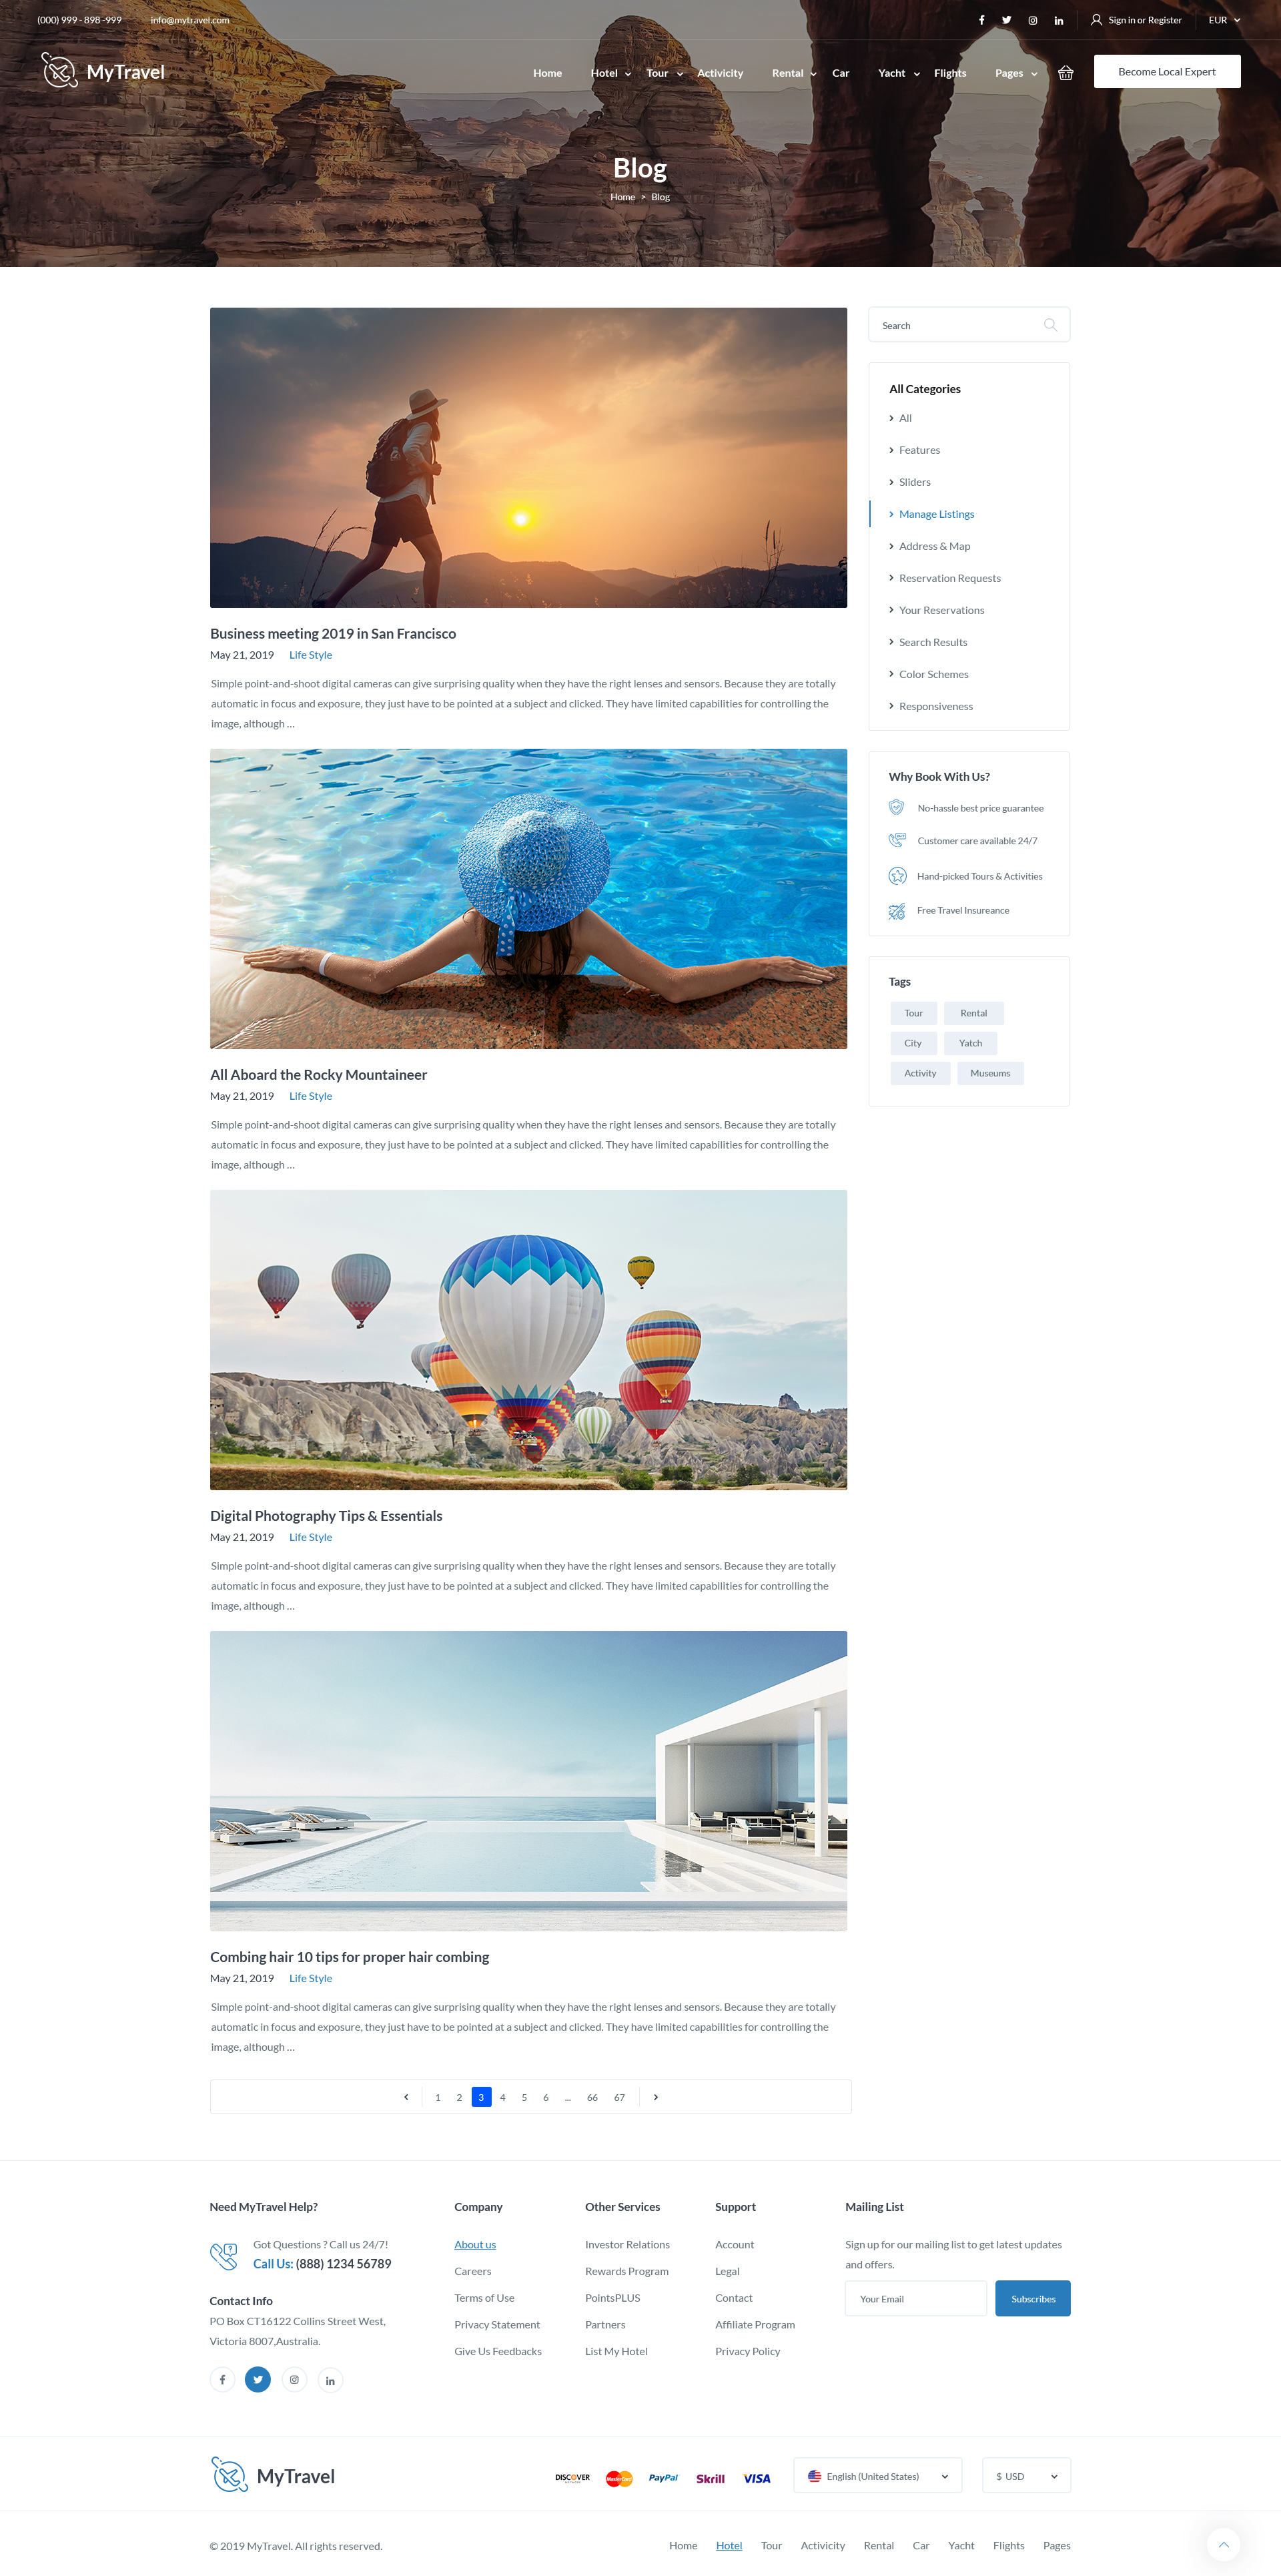 (000) 999 - 898 -999 info@mytravel.com Sign in or Register EUR
MyTravel Home Hotel Tour Activicity Rental Car Yacht Flights Pages Become Local Expert
Blog
Home > Blog
Business meeting 2019 in San Francisco
May 21, 2019 Life Style
Simple point-and-shoot digital cameras can give surprising quality when they have the right lenses and sensors. Because they are totally
automatic in focus and exposure, they just have to be pointed at a subject and clicked. They have limited capabilities for controlling the
image, although ...
All Aboard the Rocky Mountaineer
May 21, 2019 Life Style
Simple point-and-shoot digital cameras can give surprising quality when they have the right lenses and sensors. Because they are totally
automatic in focus and exposure, they just have to be pointed at a subject and clicked. They have limited capabilities for controlling the
image, although ...
Digital Photography Tips & Essentials
May 21, 2019 Life Style
Simple point-and-shoot digital cameras can give surprising quality when they have the right lenses and sensors. Because they are totally
automatic in focus and exposure, they just have to be pointed at a subject and clicked. They have limited capabilities for controlling the
image, although ...
Combing hair 10 tips for proper hair combing
May 21, 2019 Life Style
Simple point-and-shoot digital cameras can give surprising quality when they have the right lenses and sensors. Because they are totally
automatic in focus and exposure, they just have to be pointed at a subject and clicked. They have limited capabilities for controlling the
image, although ...
1 2 3 4 5 6 ... 66 67
Search
All Categories
All
Features
Sliders
Manage Listings
Address & Map
Reservation Requests
Your Reservations
Search Results
Color Schemes
Responsiveness
Why Book With Us?
No-hassle best price guarantee
Customer care available 24/7
Hand-picked Tours & Activities
Free Travel Insureance
Tags
Tour Rental
City Yatch
Activity Museums
Need MyTravel Help?
Got Questions ? Call us 24/7!
Call Us: (888) 1234 56789
Contact Info
PO Box CT16122 Collins Street West,
Victoria 8007,Australia.
Company
About us
Careers
Terms of Use
Privacy Statement
Give Us Feedbacks
Other Services
Investor Relations
Rewards Program
PointsPLUS
Partners
List My Hotel
Support
Account
Legal
Contact
Affiliate Program
Privacy Policy
Mailing List
Sign up for our mailing list to get latest updates
and offers.
Your Email Subscribes
MyTravel DISCOVER MasterCard PayPal Skrill VISA English (United States) $ USD
© 2019 MyTravel. All rights reserved. Home Hotel Tour Activicity Rental Car Yacht Flights Pages